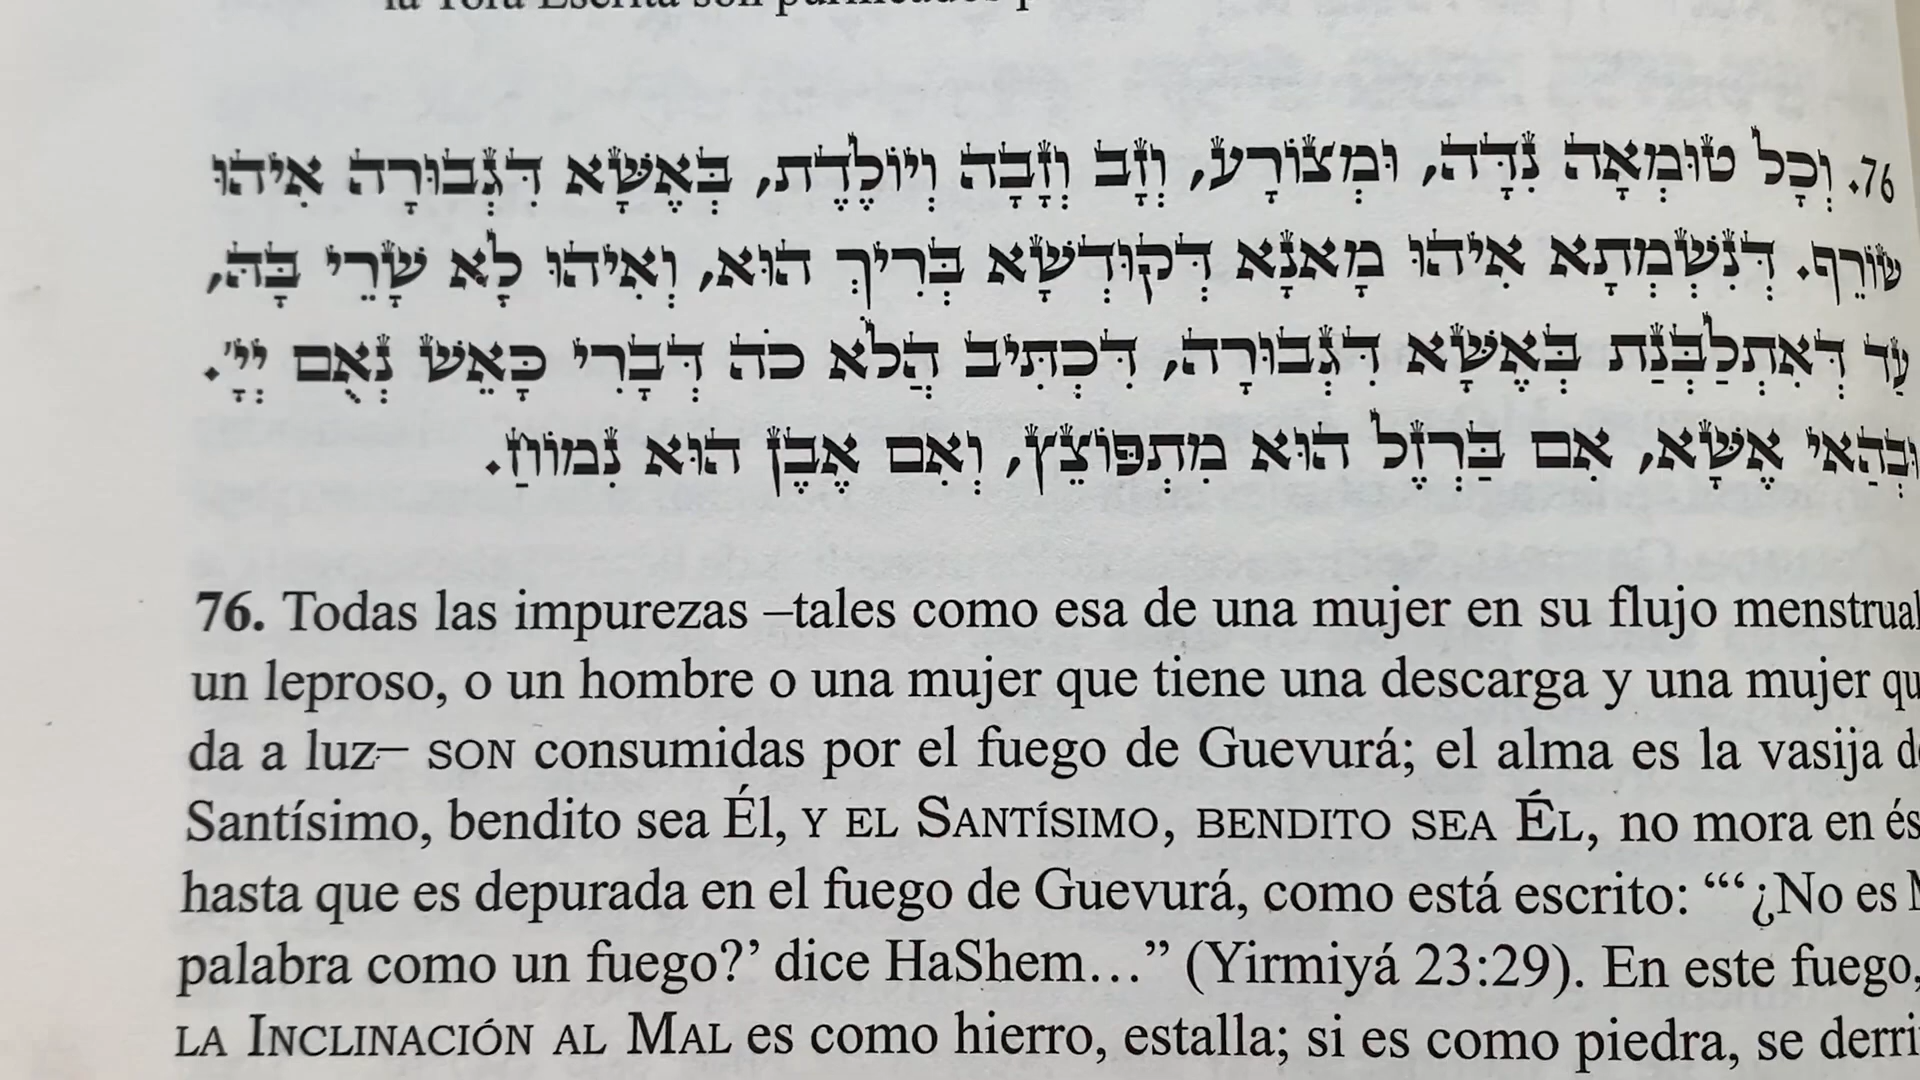 la Torá Escrita son purificados p
76. וְכָל טוּמְאָה נִדָּה, וּמְצוֹרָע, וְזָב וְזָבָה וְיוֹלֶדֶת, בְּאֶשָּׁא דִּגְבוּרָה אִיהוּ
שׂוֹרֵף. דְּנִשְׁמְתָא אִיהוּ מָאנָא דְּקוּדְשָׁא בְּרִיךְ הוּא, וְאִיהוּ לָא שָׁרֵי בָּהּ,
עַד דְּאִתְלַבְּנַת בְּאֶשָּׁא דִּגְבוּרָה, דִּכְתִּיב הֲלֹא כֹה דְּבָרִי כָּאֵשׁ נְאֻם יְיָ'.
וּבְהַאי אֶשָּׁא, אִם בַּרְזֶל הוּא מִתְפּוֹצֵץ, וְאִם אֶבֶן הוּא נִמּוֹוחַ.
76. Todas las impurezas –tales como esa de una mujer en su flujo menstrual
un leproso, o un hombre o una mujer que tiene una descarga y una mujer qu
da a luz– SON consumidas por el fuego de Guevurá; el alma es la vasija d
Santísimo, bendito sea Él, Y EL SANTÍSIMO, BENDITO SEA ÉL, no mora en és
hasta que es depurada en el fuego de Guevurá, como está escrito: “‘¿No es M
palabra como un fuego?’ dice HaShem…” (Yirmiyá 23:29). En este fuego,
LA INCLINACIÓN AL MAL es como hierro, estalla; si es como piedra, se derri